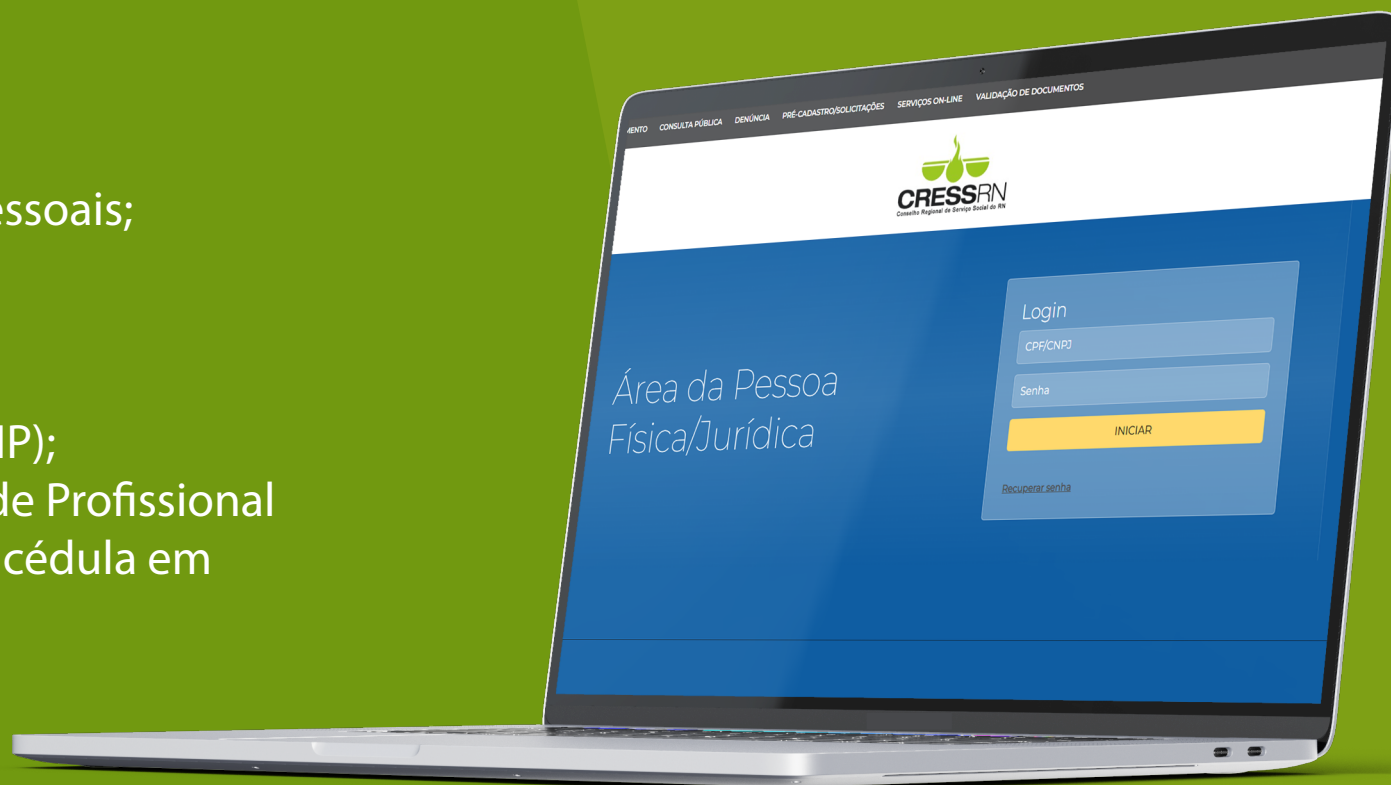 essoais;
IP);
de Profissional
cédula em
MENTO CONSULTA PÚBLICA DENÚNCIA PRÉ-CADASTRO/SOLICITAÇÕES SERVIÇOS ON-LINE VALIDAÇÃO DE DOCUMENTOS
CRESSRN
Conselho Regional de Serviço Social do RN
Área da Pessoa
Física/Jurídica
Login
CPF/CNPJ
Senha
INICIAR
Recuperar senha